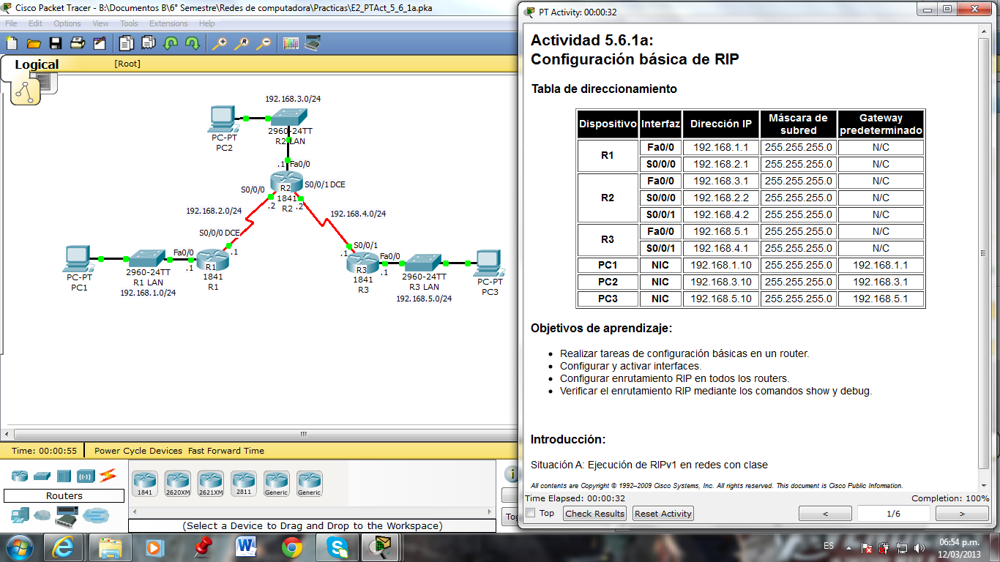 Cisco Packet Tracer - B:\Documentos B\6° Semestre\Redes de computadora\Practicas\E2_PTAct_5_6_1a.pka
File Edit Options View Tools Extensions Help
Logical
[Root]
192.168.3.0/24
PC-PT
PC2
2960-24TT
R2 LAN
.1 Fa0/0
S0/0/0
S0/0/1 DCE
R2
1841
R2
.2
.2
192.168.2.0/24
192.168.4.0/24
S0/0/0 DCE
.1
S0/0/1
.1
Fa0/0
.1
Fa0/0
.1
PC-PT
PC1
2960-24TT
R1 LAN
192.168.1.0/24
R1
1841
R1
R3
1841
R3
2960-24TT
R3 LAN
192.168.5.0/24
PC-PT
PC3
Time: 00:00:55
Power Cycle Devices Fast Forward Time
Routers
1841
2620XM
2621XM
2811
Generic
Generic
(Select a Device to Drag and Drop to the Workspace)
Tog
PT Activity: 00:00:32
Actividad 5.6.1a:
Configuración básica de RIP
Tabla de direccionamiento
Dispositivo Interfaz Dirección IP Máscara de subred Gateway predeterminado
R1 Fa0/0 192.168.1.1 255.255.255.0 N/C
S0/0/0 192.168.2.1 255.255.255.0 N/C
R2 Fa0/0 192.168.3.1 255.255.255.0 N/C
S0/0/0 192.168.2.2 255.255.255.0 N/C
S0/0/1 192.168.4.2 255.255.255.0 N/C
R3 Fa0/0 192.168.5.1 255.255.255.0 N/C
S0/0/1 192.168.4.1 255.255.255.0 N/C
PC1 NIC 192.168.1.10 255.255.255.0 192.168.1.1
PC2 NIC 192.168.3.10 255.255.255.0 192.168.3.1
PC3 NIC 192.168.5.10 255.255.255.0 192.168.5.1
Objetivos de aprendizaje:
• Realizar tareas de configuración básicas en un router.
• Configurar y activar interfaces.
• Configurar enrutamiento RIP en todos los routers.
• Verificar el enrutamiento RIP mediante los comandos show y debug.
Introducción:
Situación A: Ejecución de RIPv1 en redes con clase
All contents are Copyright © 1992–2009 Cisco Systems, Inc. All rights reserved. This document is Cisco Public Information.
Time Elapsed: 00:00:32
Completion: 100%
Top
Check Results
Reset Activity
<
1/6
>
ES
06:54 p.m.
12/03/2013